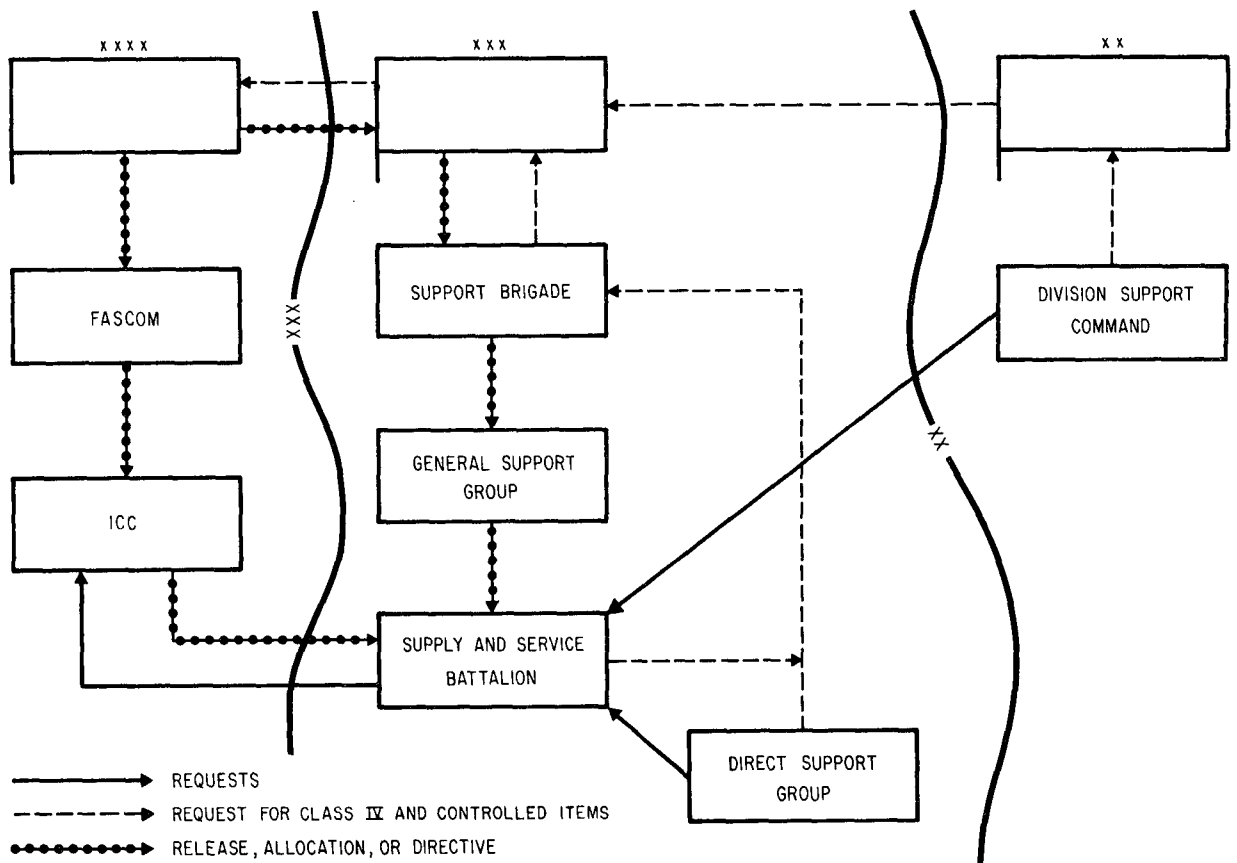 XXXX
XXX
XX
FASCOM
XXX
SUPPORT BRIGADE
DIVISION SUPPORT
COMMAND
XX
GENERAL SUPPORT
GROUP
ICC
SUPPLY AND SERVICE
BATTALION
DIRECT SUPPORT
GROUP
REQUESTS
REQUEST FOR CLASS IV AND CONTROLLED ITEMS
RELEASE, ALLOCATION, OR DIRECTIVE